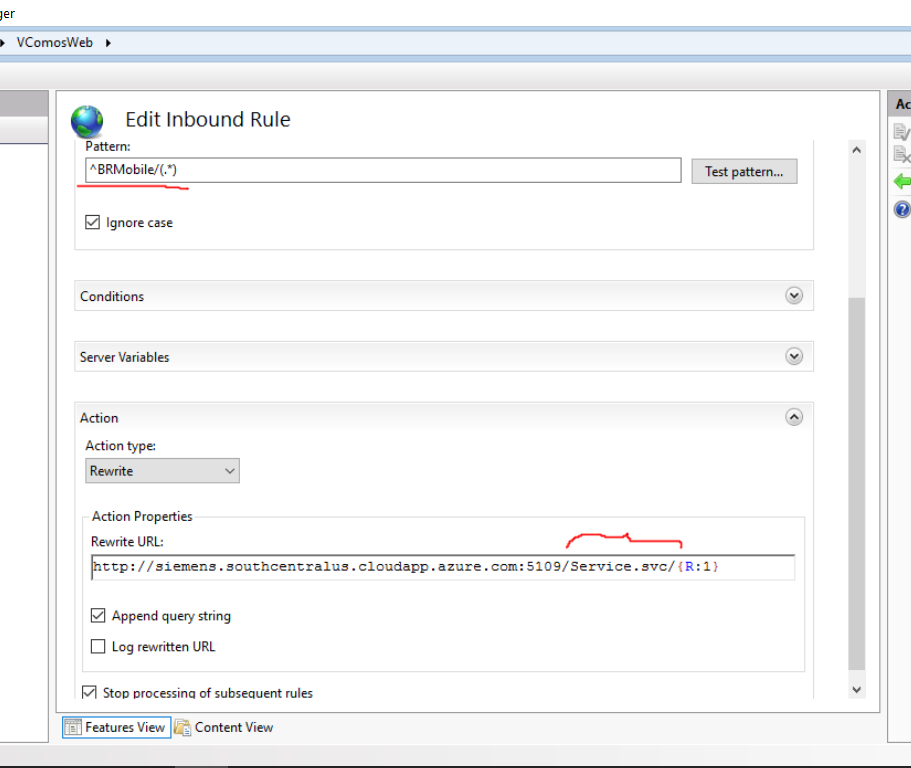 ger
VComosWeb
Edit Inbound Rule
Ac
Pattern:
^BRMobile/(.*)
Test pattern...
Ignore case
Conditions
Server Variables
Action
Action type:
Rewrite
Action Properties
Rewrite URL:
http://siemens.southcentralus.cloudapp.azure.com:5109/Service.svc/{R:1}
Append query string
Log rewritten URL
Stop processing of subsequent rules
Features View
Content View